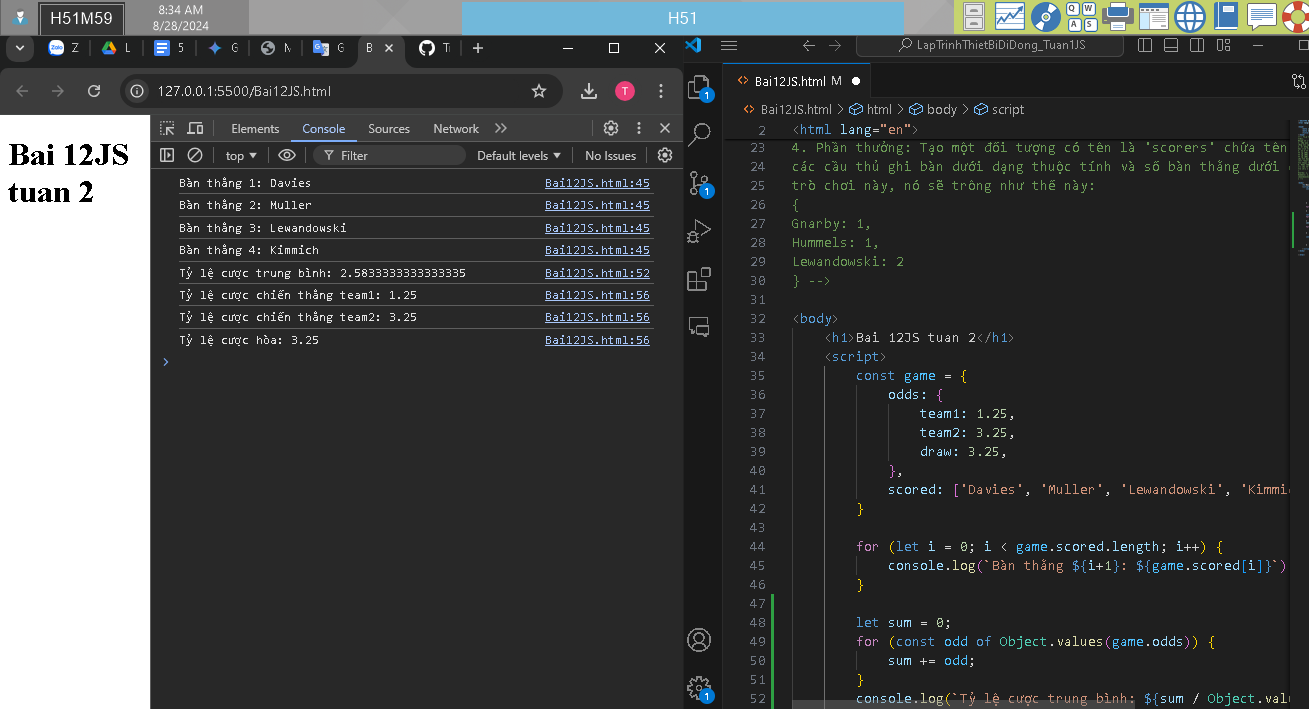 H51M59
8:34 AM
8/28/2024
H51
Q W
A S
Zalo Z
L
5
G
N
G
B
Ti
LapTrinhThietBiDiDong_Tuan1JS
127.0.0.1:5500/Bai12JS.html
T
Bai 12JS
tuan 2
Elements Console Sources Network
top Filter Default levels No Issues
Bàn thắng 1: Davies Bai12JS.html:45
Bàn thắng 2: Muller Bai12JS.html:45
Bàn thắng 3: Lewandowski Bai12JS.html:45
Bàn thắng 4: Kimmich Bai12JS.html:45
Tỷ lệ cược trung bình: 2.5833333333333335 Bai12JS.html:52
Tỷ lệ cược chiến thắng team1: 1.25 Bai12JS.html:56
Tỷ lệ cược chiến thắng team2: 3.25 Bai12JS.html:56
Tỷ lệ cược hòa: 3.25 Bai12JS.html:56
1
1
1
Bai12JS.html M
Bai12JS.html > html > body > script
2 <html lang="en">
23 4. Phần thưởng: Tạo một đối tượng có tên là 'scorers' chứa tên
24 các cầu thủ ghi bàn dưới dạng thuộc tính và số bàn thắng dưới
25 trò chơi này, nó sẽ trông như thế này:
26 {
27 Gnarby: 1,
28 Hummels: 1,
29 Lewandowski: 2
30 } -->
31
32 <body>
33 <h1>Bai 12JS tuan 2</h1>
34 <script>
35 const game = {
36 odds: {
37 team1: 1.25,
38 team2: 3.25,
39 draw: 3.25,
40 },
41 scored: ['Davies', 'Muller', 'Lewandowski', 'Kimmi
42 }
43
44 for (let i = 0; i < game.scored.length; i++) {
45 console.log(`Bàn thắng ${i+1}: ${game.scored[i]}`)
46 }
47
48 let sum = 0;
49 for (const odd of Object.values(game.odds)) {
50 sum += odd;
51 }
52 console.log(`Tỷ lệ cược trung bình: ${sum / Object.val